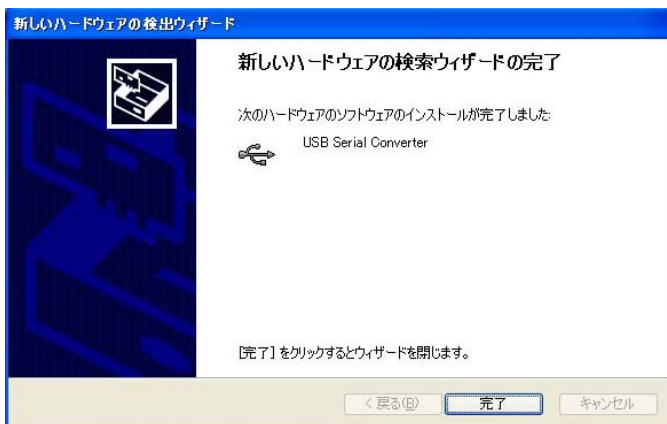 新しいハードウェアの検出ウィザード
新しいハードウェアの検索ウィザードの完了
次のハードウェアのソフトウェアのインストールが完了しました:
USB Serial Converter
[完了] をクリックするとウィザードを閉じます。
< 戻る(B)
完了
キャンセル